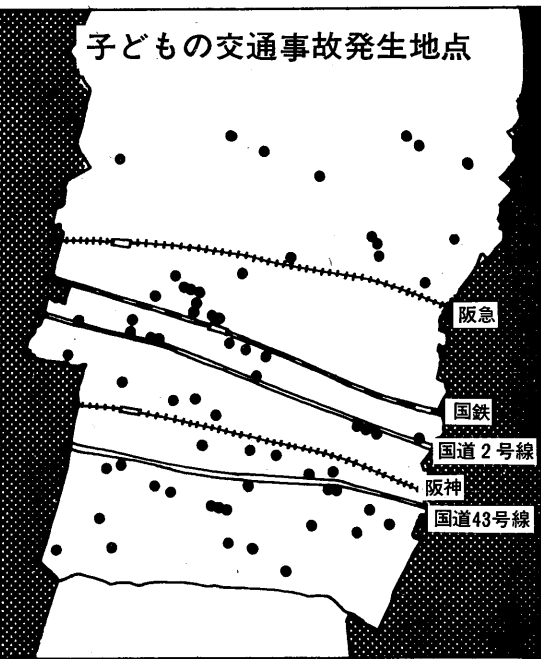 子どもの交通事故発生地点
阪急
国鉄
国道2号線
阪神
国道43号線